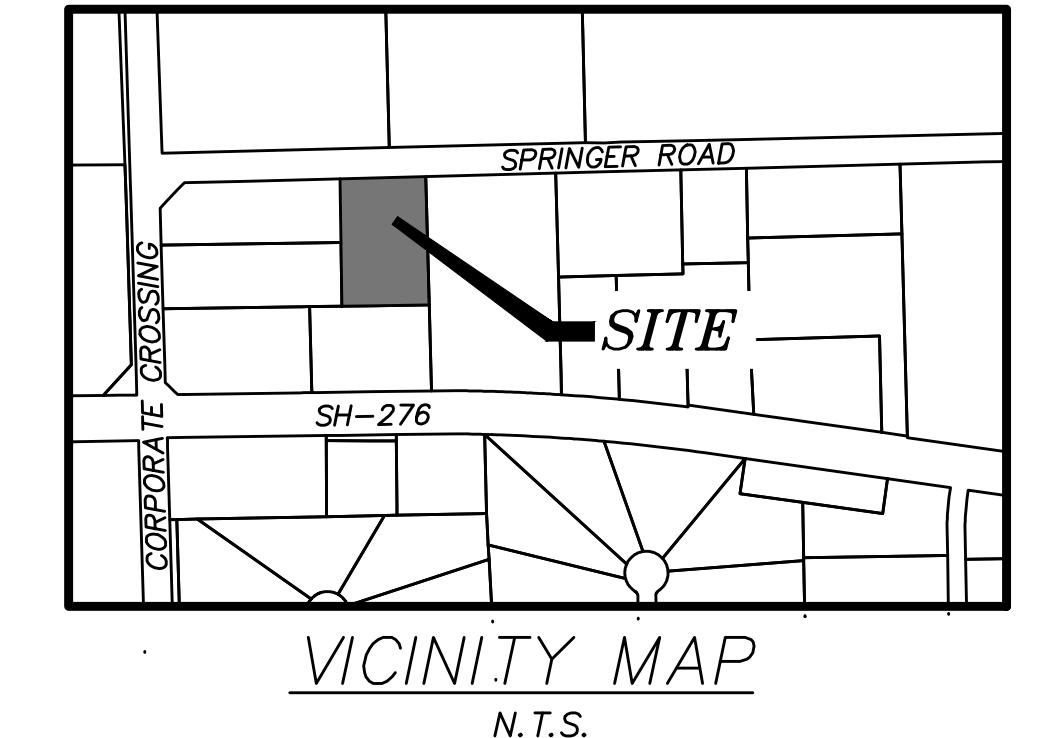 SPRINGER ROAD
CORPORATE CROSSING
SITE
SH-276
VICINITY MAP
N.T.S.